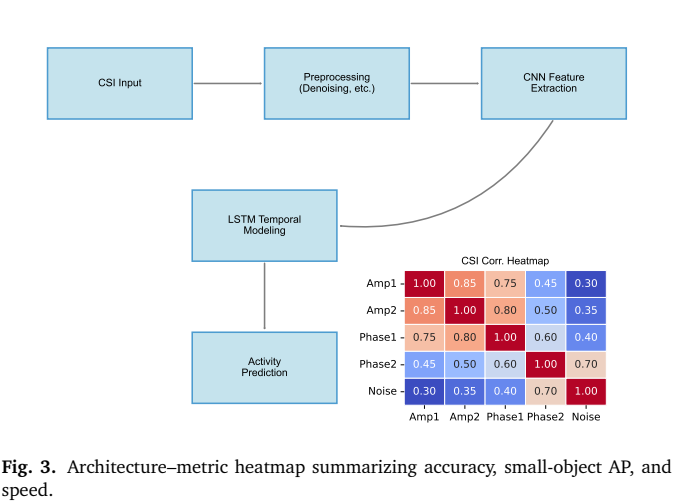 CSI Input
Preprocessing
(Denoising, etc.)
CNN Feature
Extraction
LSTM Temporal
Modeling
Activity
Prediction
CSI Corr. Heatmap
Amp1 1.00 0.85 0.75 0.45 0.30
Amp2 0.85 1.00 0.80 0.50 0.35
Phase1 0.75 0.80 1.00 0.60 0.40
Phase2 0.45 0.50 0.60 1.00 0.70
Noise 0.30 0.35 0.40 0.70 1.00
Amp1 Amp2 Phase1 Phase2 Noise
Fig. 3. Architecture–metric heatmap summarizing accuracy, small-object AP, and
speed.